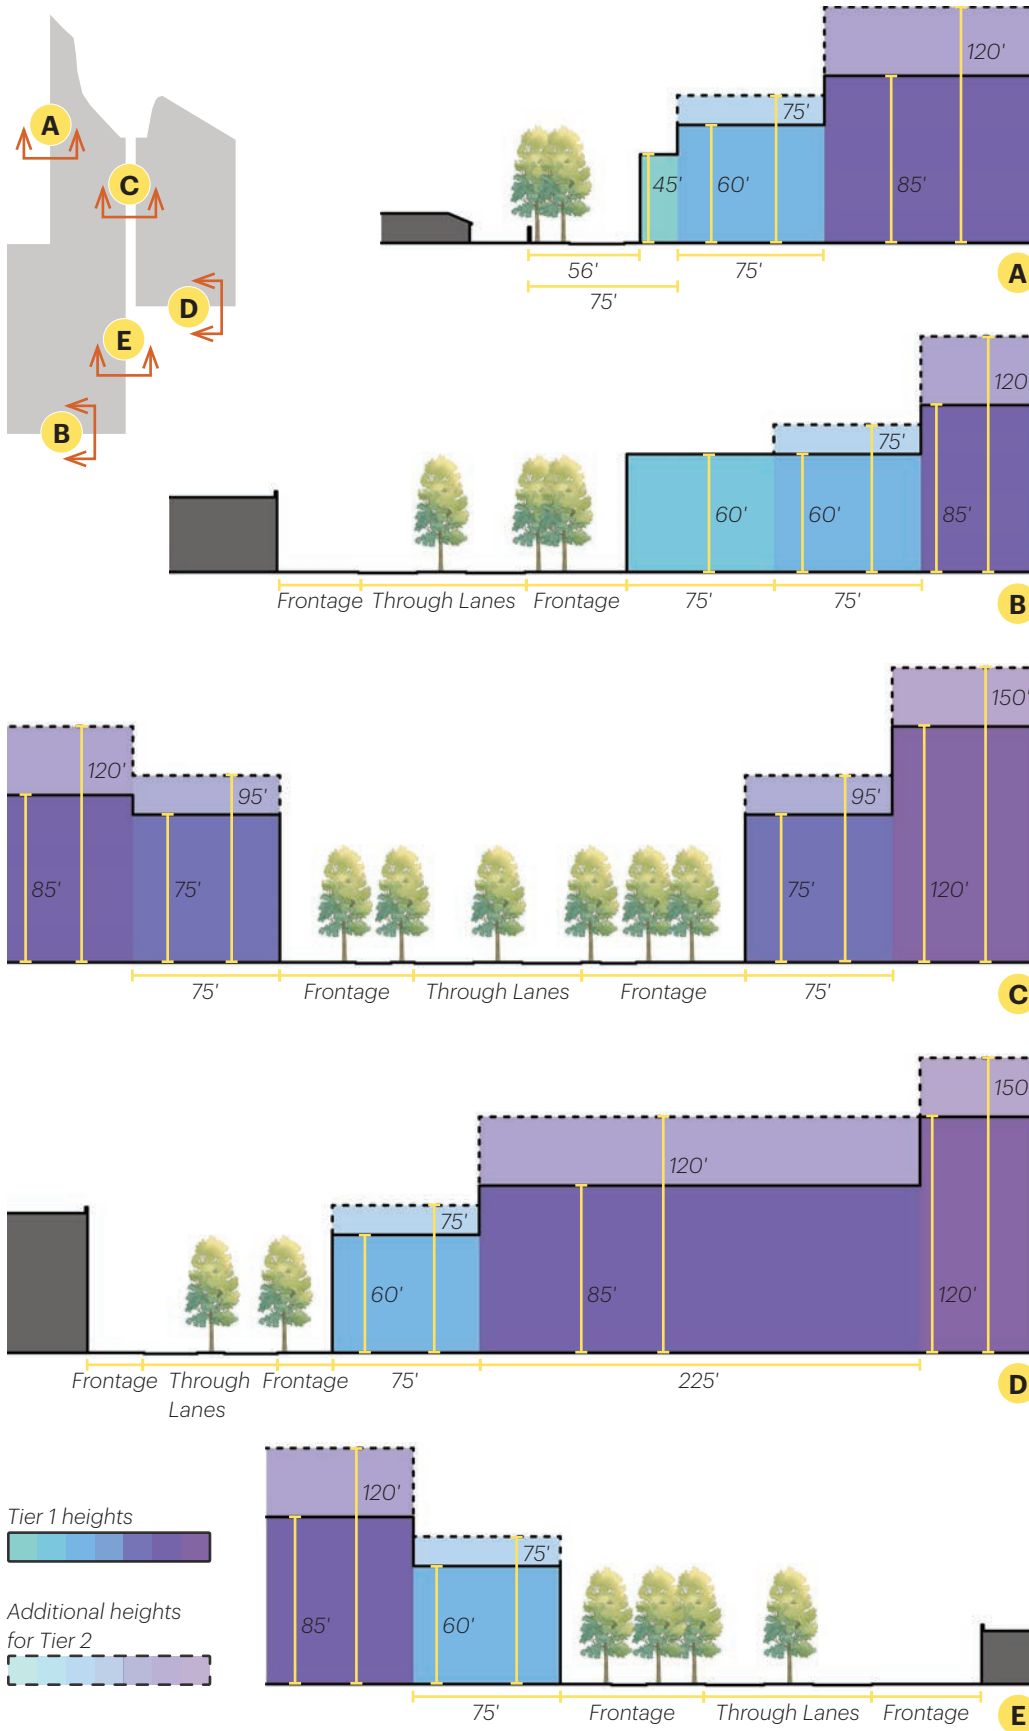 A
C
D
E
B
120'
75'
45'
60'
85'
56'
75'
75'
A
120
75'
60'
60'
85'
Frontage
Through Lanes
Frontage
75'
75'
B
150'
120'
95'
95'
85'
75'
75'
120'
75'
Frontage
Through Lanes
Frontage
75'
C
150
120'
75'
60'
85'
120'
Frontage
Through
Lanes
Frontage
75'
225'
D
Tier 1 heights
Additional heights
for Tier 2
120'
75'
85'
60'
75'
Frontage
Through Lanes
Frontage
E